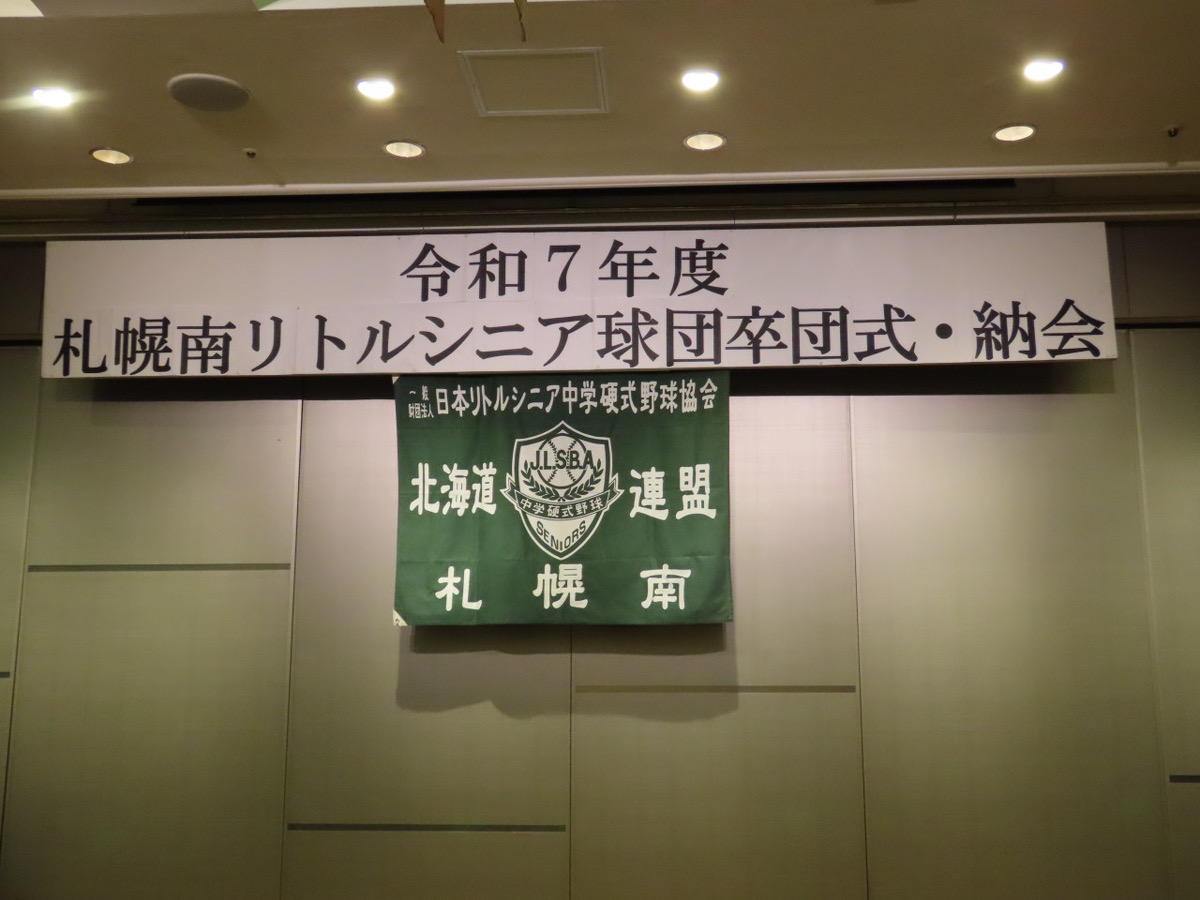 令和７年度
札幌南リトルシニア球団卒団式・納会
一般財団法人日本リトルシニア中学硬式野球協会
J.L.S.B.A
北海道 連盟
中学硬式野球
SENIORS
札幌南